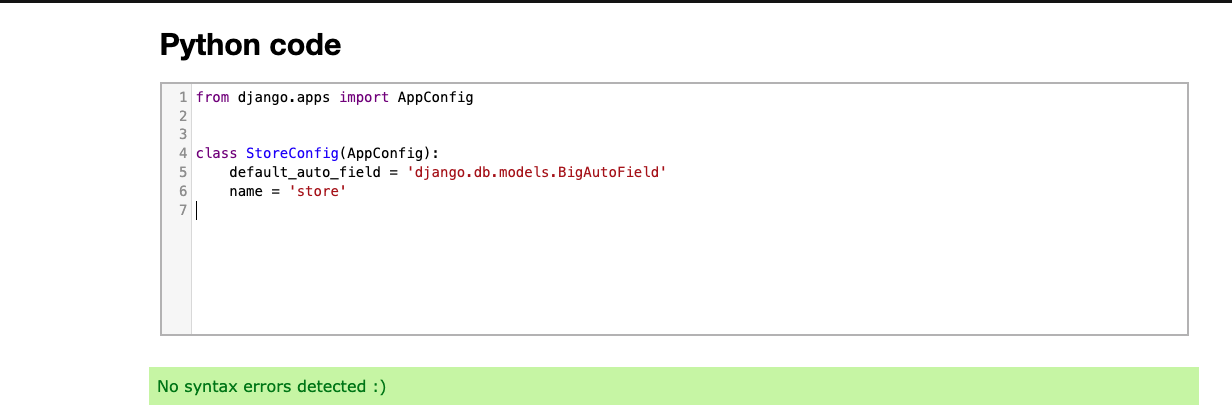 Python code
1 from django.apps import AppConfig
2
3
4 class StoreConfig(AppConfig):
5     default_auto_field = 'django.db.models.BigAutoField'
6     name = 'store'
7
No syntax errors detected :)